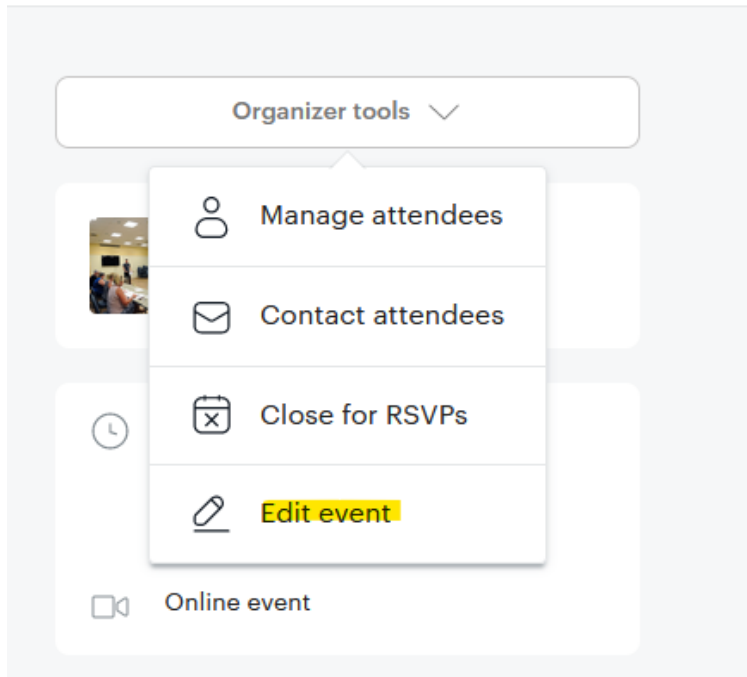 Organizer tools
Manage attendees
Contact attendees
Close for RSVPs
Edit event
Online event